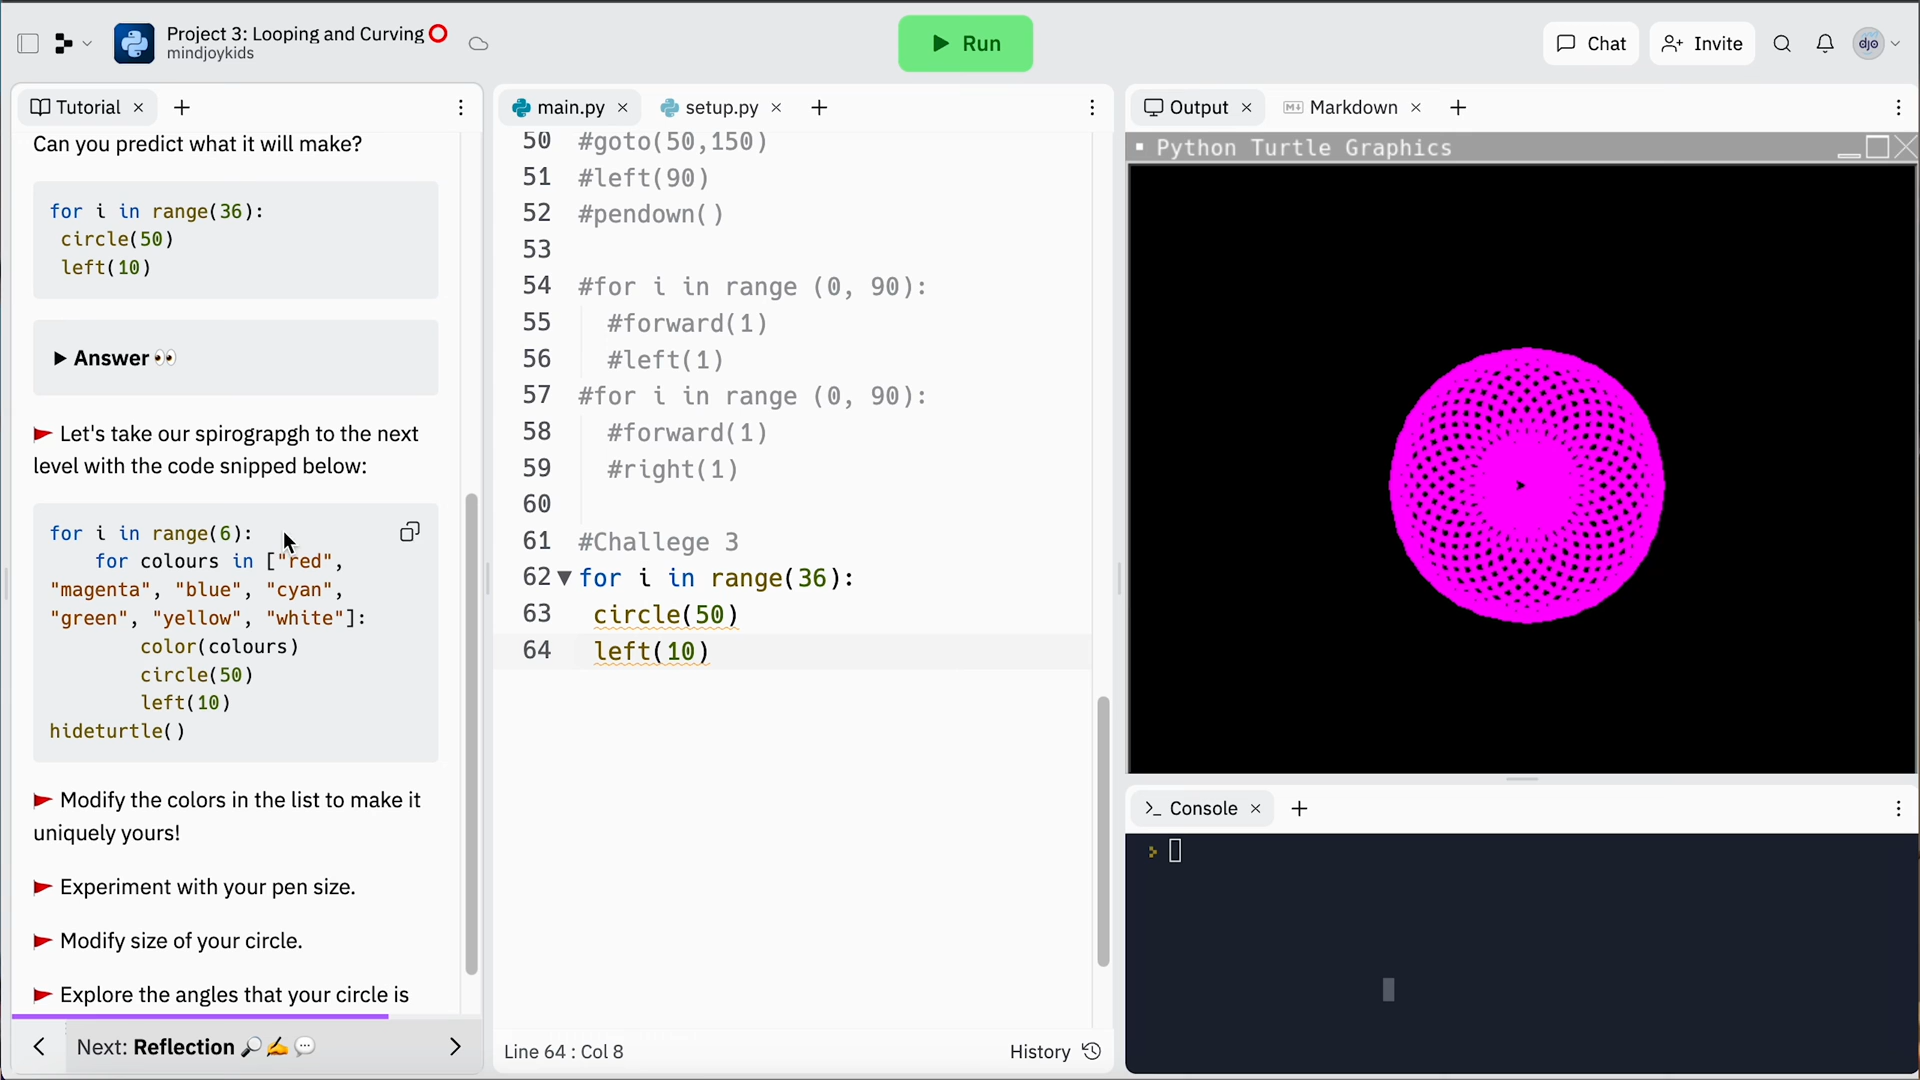 Project 3: Looping and Curving
mindjoykids
Run
Chat
Invite
djo
Tutorial
Can you predict what it will make?
for i in range(36):
circle(50)
left(10)
Answer
Let's take our spirograpgh to the next
level with the code snipped below:
for i in range(6):
for colours in ["red",
"magenta", "blue", "cyan",
"green", "yellow", "white"]:
color(colours)
circle(50)
left(10)
hideturtle()
Modify the colors in the list to make it
uniquely yours!
Experiment with your pen size.
Modify size of your circle.
Explore the angles that your circle is
Next: Reflection
main.py
setup.py
50 #goto(50,150)
51 #left(90)
52 #pendown()
53
54 #for i in range (0, 90):
55 #forward(1)
56 #left(1)
57 #for i in range (0, 90):
58 #forward(1)
59 #right(1)
60
61 #Challege 3
62 for i in range(36):
63 circle(50)
64 left(10)
Line 64 : Col 8
History
Output
Markdown
Python Turtle Graphics
>_ Console